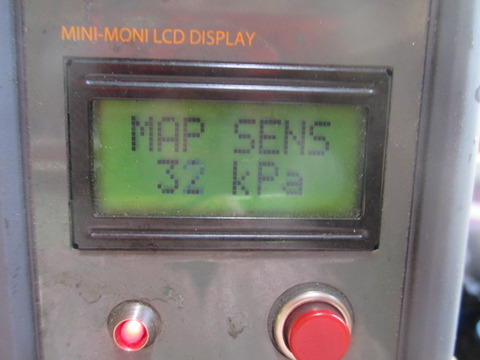 MINI-MONI LCD DISPLAY
MAP SENS
32 kPa